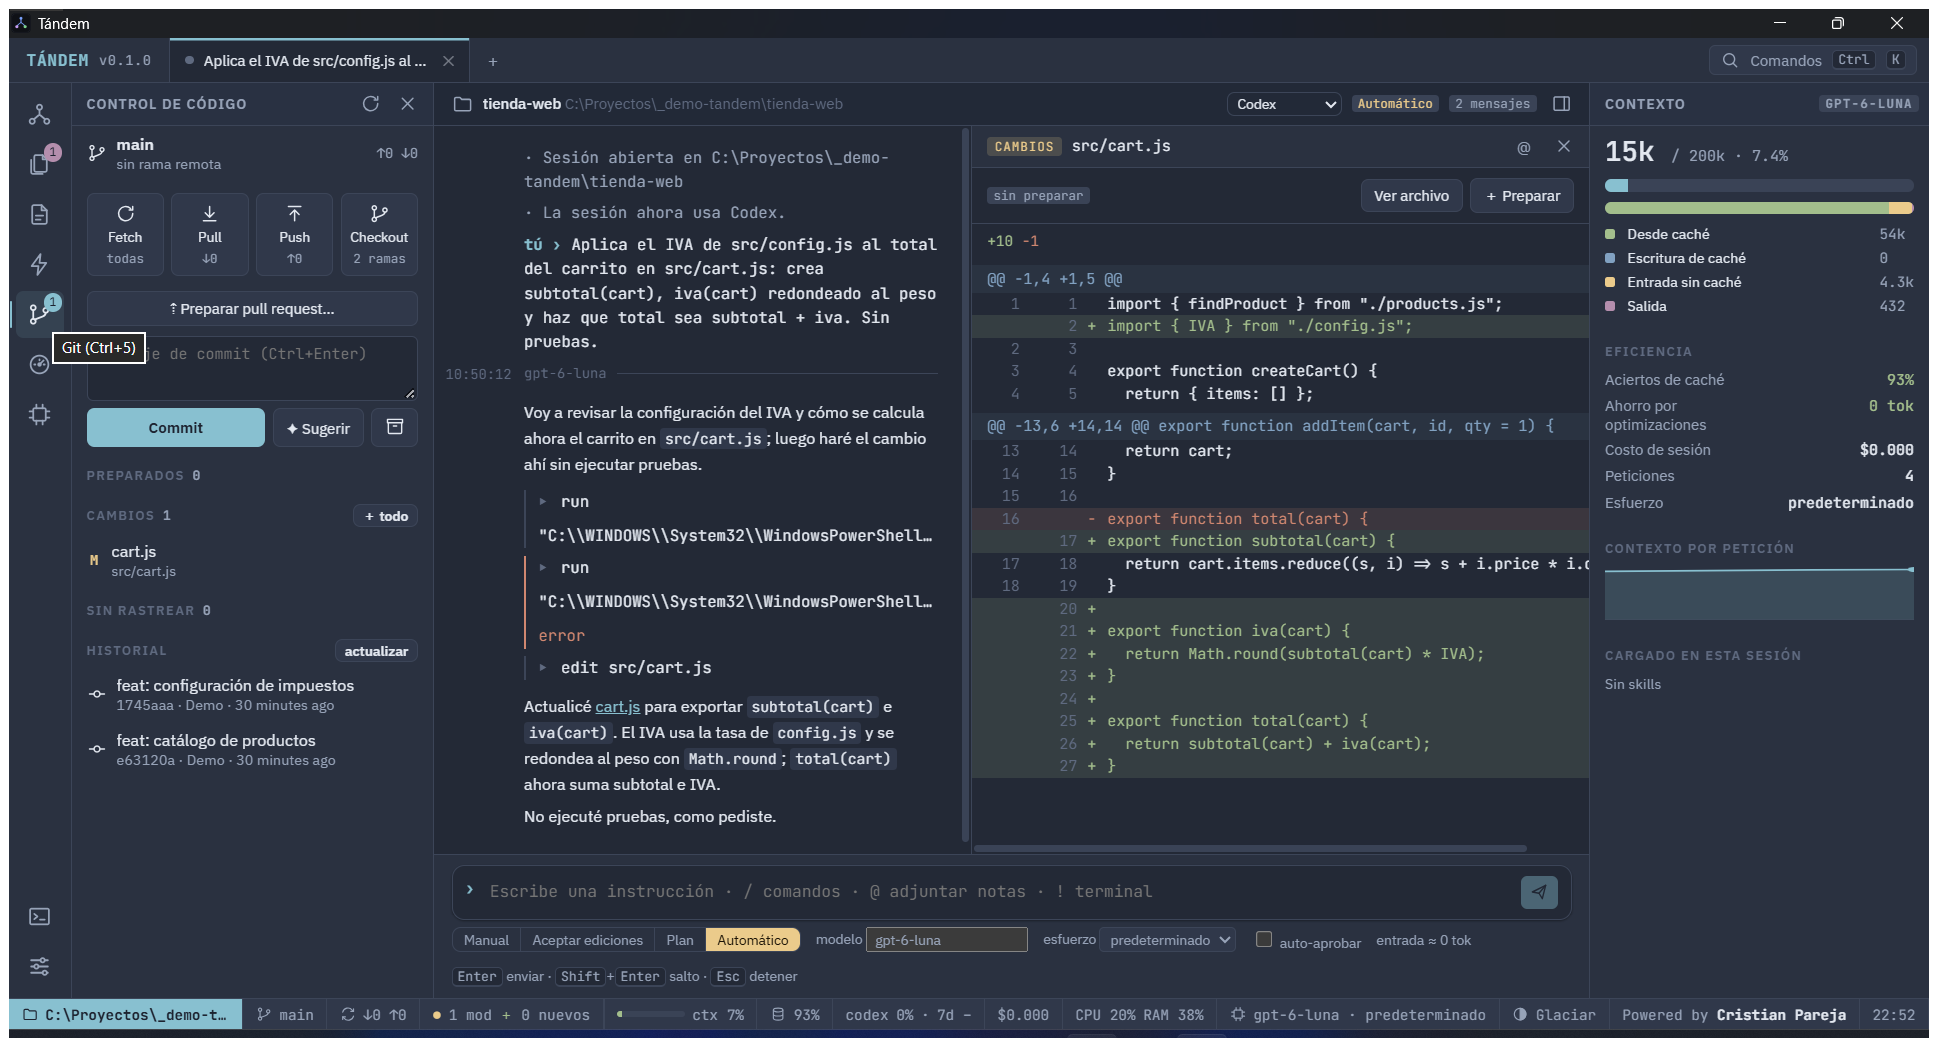 Tándem
TÁNDEM v0.1.0
Aplica el IVA de src/config.js al ...
+
Comandos Ctrl K
CONTROL DE CÓDIGO
main
sin rama remota
↑0 ↓0
Fetch
todas
Pull
↓0
Push
↑0
Checkout
2 ramas
⇡ Preparar pull request...
je de commit (Ctrl+Enter)
Git (Ctrl+5)
1
1
Commit
✦ Sugerir
PREPARADOS 0
CAMBIOS 1
+ todo
M cart.js
src/cart.js
SIN RASTREAR 0
HISTORIAL
actualizar
feat: configuración de impuestos
1745aaa · Demo · 30 minutes ago
feat: catálogo de productos
e63120a · Demo · 30 minutes ago
tienda-web C:\Proyectos\_demo-tandem\tienda-web
Codex
Automático
2 mensajes
· Sesión abierta en C:\Proyectos\_demo-
tandem\tienda-web
· La sesión ahora usa Codex.
tú › Aplica el IVA de src/config.js al total
del carrito en src/cart.js: crea
subtotal(cart), iva(cart) redondeado al peso
y haz que total sea subtotal + iva. Sin
pruebas.
10:50:12 gpt-6-luna
Voy a revisar la configuración del IVA y cómo se calcula
ahora el carrito en src/cart.js; luego haré el cambio
ahí sin ejecutar pruebas.
▸ run
"C:\\WINDOWS\\System32\\WindowsPowerShell…
▸ run
"C:\\WINDOWS\\System32\\WindowsPowerShell…
error
▸ edit src/cart.js
Actualicé cart.js para exportar subtotal(cart) e
iva(cart). El IVA usa la tasa de config.js y se
redondea al peso con Math.round; total(cart)
ahora suma subtotal e IVA.
No ejecuté pruebas, como pediste.
CAMBIOS src/cart.js
@
sin preparar
Ver archivo
+ Preparar
+10 -1
@@ -1,4 +1,5 @@
1 1 import { findProduct } from "./products.js";
2 + import { IVA } from "./config.js";
2 3
3 4 export function createCart() {
4 5 return { items: [] };
@@ -13,6 +14,14 @@ export function addItem(cart, id, qty = 1) {
13 14 return cart;
14 15 }
15 16
16 - export function total(cart) {
17 + export function subtotal(cart) {
17 18 return cart.items.reduce((s, i) => s + i.price * i.
18 19 }
20 +
21 + export function iva(cart) {
22 + return Math.round(subtotal(cart) * IVA);
23 + }
24 +
25 + export function total(cart) {
26 + return subtotal(cart) + iva(cart);
27 + }
CONTEXTO
GPT-6-LUNA
15k / 200k · 7.4%
Desde caché 54k
Escritura de caché 0
Entrada sin caché 4.3k
Salida 432
EFICIENCIA
Aciertos de caché 93%
Ahorro por
optimizaciones 0 tok
Costo de sesión $0.000
Peticiones 4
Esfuerzo predeterminado
CONTEXTO POR PETICIÓN
CARGADO EN ESTA SESIÓN
Sin skills
› Escribe una instrucción · / comandos · @ adjuntar notas · ! terminal
Manual
Aceptar ediciones
Plan
Automático
modelo gpt-6-luna
esfuerzo predeterminado
auto-aprobar
entrada ≈ 0 tok
Enter enviar · Shift + Enter salto · Esc detener
C:\Proyectos\_demo-t…
main
↓0 ↑0
1 mod + 0 nuevos
ctx 7%
93%
codex 0% · 7d –
$0.000
CPU 20% RAM 38%
gpt-6-luna · predeterminado
Glaciar
Powered by Cristian Pareja
22:52